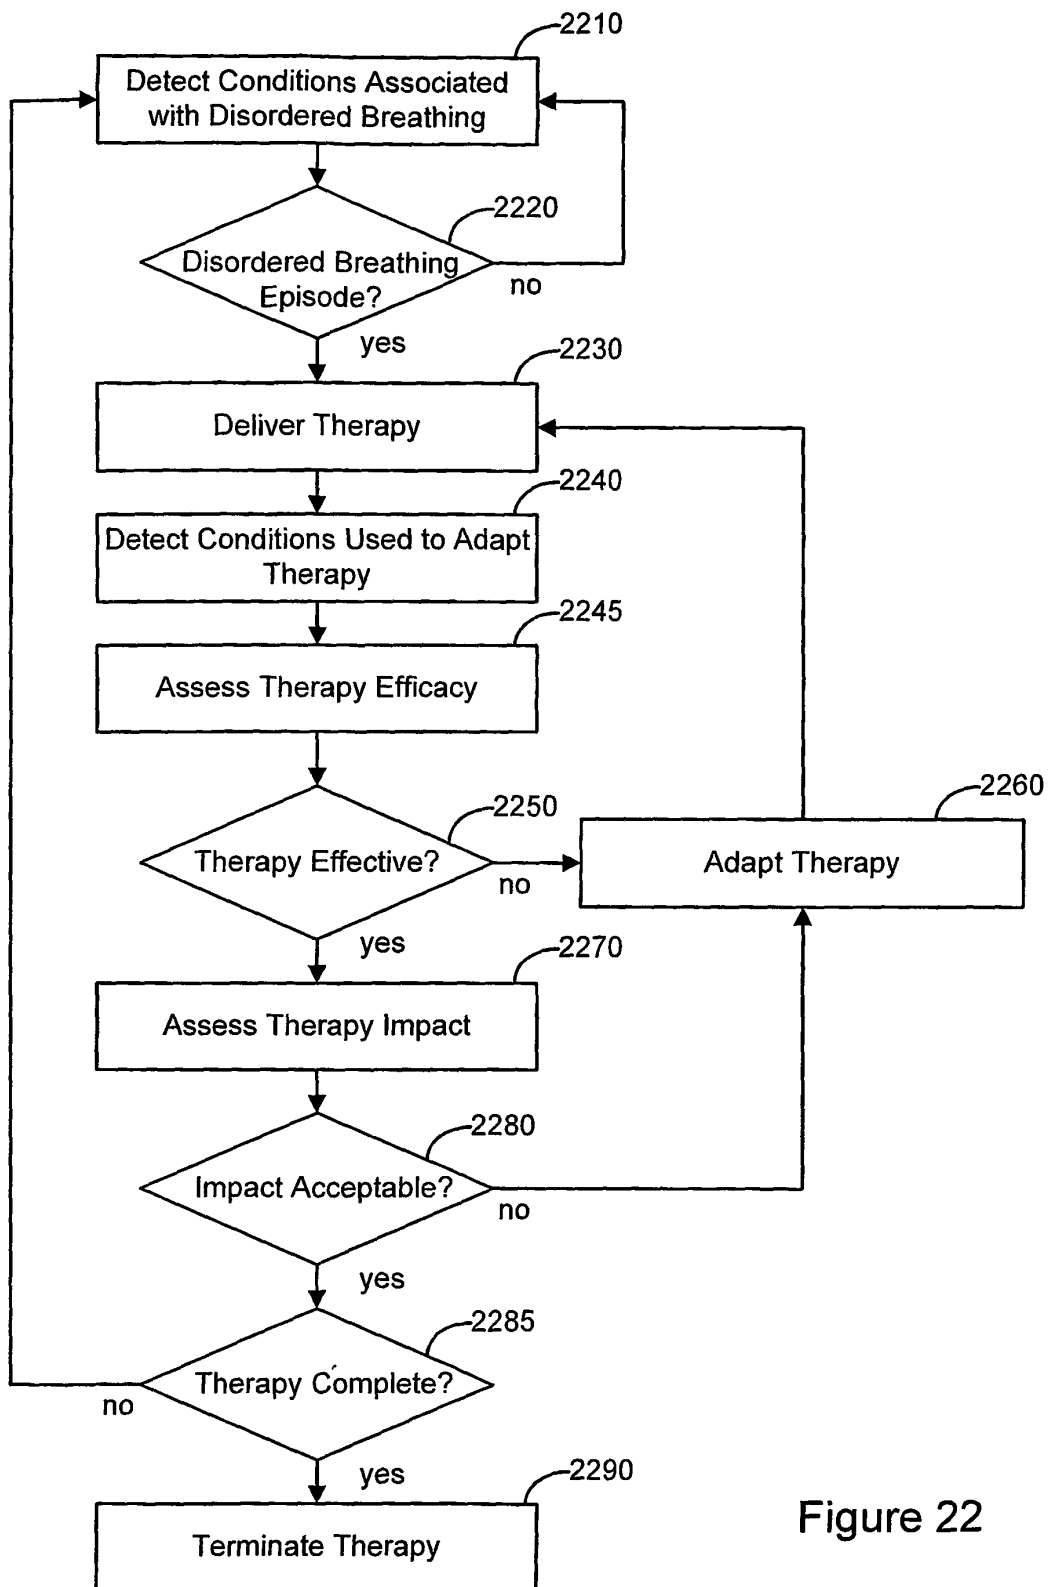 2210
Detect Conditions Associated
with Disordered Breathing
2220
Disordered Breathing
Episode?
no
yes
2230
Deliver Therapy
2240
Detect Conditions Used to Adapt
Therapy
2245
Assess Therapy Efficacy
2250
Therapy Effective?
no
2260
Adapt Therapy
yes
2270
Assess Therapy Impact
2280
Impact Acceptable?
no
yes
2285
Therapy Complete?
no
yes
2290
Terminate Therapy
Figure 22